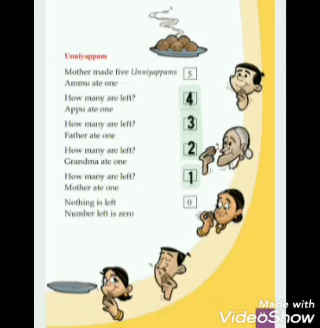 Unniyappam
Mother made five Unniyappams 5
Ammu ate one
How many are left? 4
Appu ate one
How many are left? 3
Father ate one
How many are left? 2
Grandma ate one
How many are left? 1
Mother ate one
Nothing is left 0
Number left is zero
Made with
VideoShow